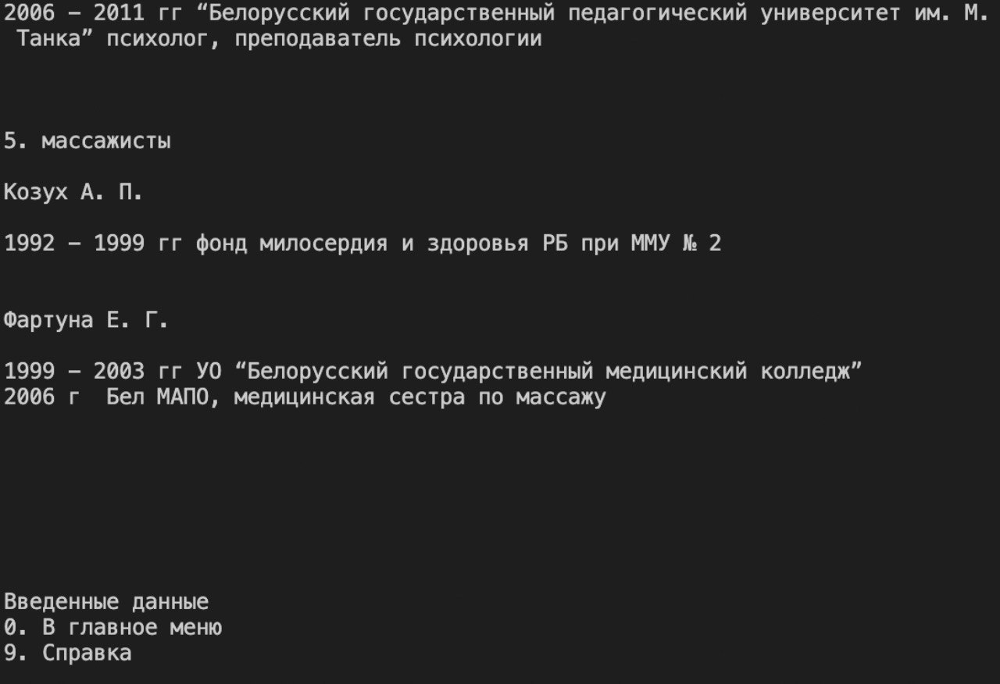 2006 – 2011 гг “Белорусский государственный педагогический университет им. М.
Танка” психолог, преподаватель психологии
5. массажисты
Козух А. П.
1992 – 1999 гг фонд милосердия и здоровья РБ при ММУ № 2
Фартуна Е. Г.
1999 – 2003 гг УО “Белорусский государственный медицинский колледж”
2006 г  Бел МАПО, медицинская сестра по массажу
Введенные данные
0. В главное меню
9. Справка